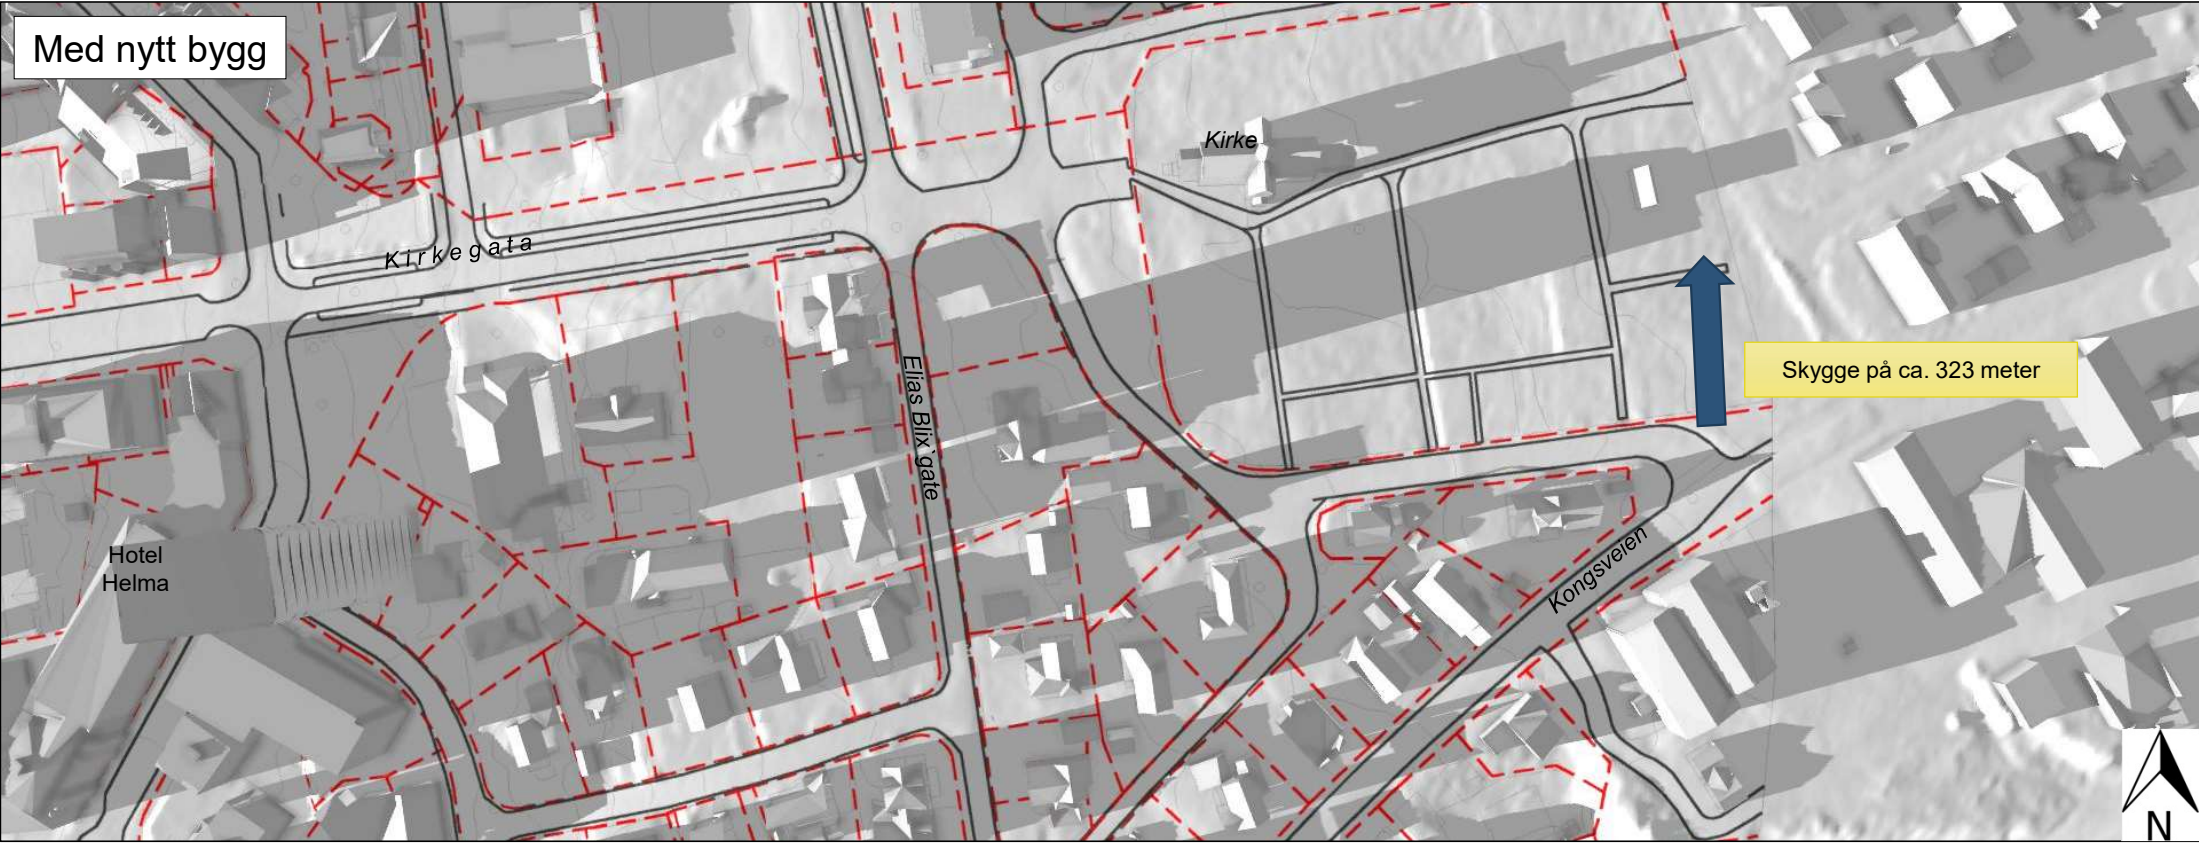 Med nytt bygg
Kirke
Kirkegata
Elias Blix`gate
Skygge på ca. 323 meter
Hotel
Helma
Kongsveien
N